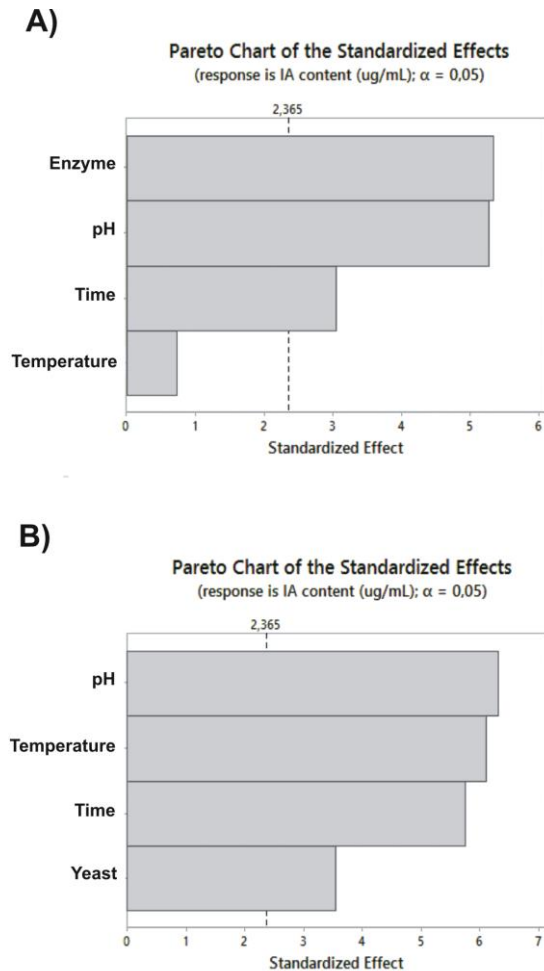 A)
Pareto Chart of the Standardized Effects
(response is IA content (ug/mL); α = 0,05)
2,365
Enzyme
pH
Time
Temperature
0 1 2 3 4 5 6
Standardized Effect
B)
Pareto Chart of the Standardized Effects
(response is IA content (ug/mL); α = 0,05)
2,365
pH
Temperature
Time
Yeast
0 1 2 3 4 5 6 7
Standardized Effect